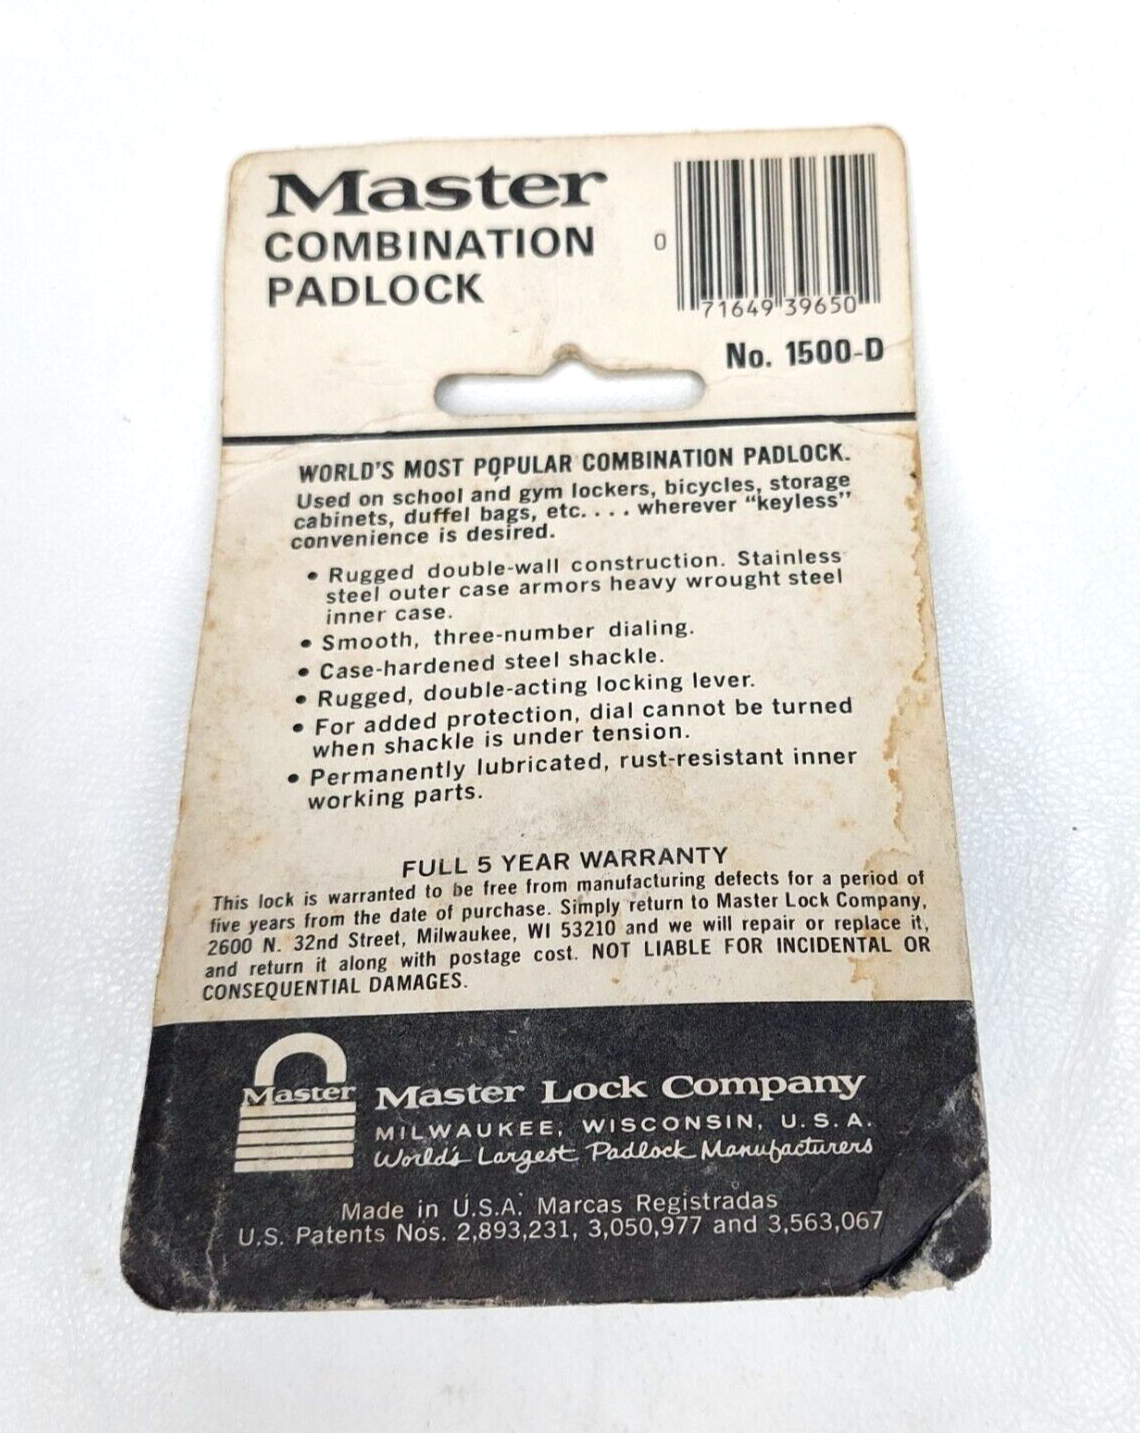 Master
COMBINATION
PADLOCK
0
71649 39650
No. 1500-D
WORLD'S MOST POPULAR COMBINATION PADLOCK.
Used on school and gym lockers, bicycles, storage
cabinets, duffel bags, etc. . . . wherever “keyless”
convenience is desired.
• Rugged double-wall construction. Stainless
steel outer case armors heavy wrought steel
inner case.
• Smooth, three-number dialing.
• Case-hardened steel shackle.
• Rugged, double-acting locking lever.
• For added protection, dial cannot be turned
when shackle is under tension.
• Permanently lubricated, rust-resistant inner
working parts.
FULL 5 YEAR WARRANTY
This lock is warranted to be free from manufacturing defects for a period of
five years from the date of purchase. Simply return to Master Lock Company,
2600 N. 32nd Street, Milwaukee, WI 53210 and we will repair or replace it,
and return it along with postage cost. NOT LIABLE FOR INCIDENTAL OR
CONSEQUENTIAL DAMAGES.
Master
Master Lock Company
MILWAUKEE, WISCONSIN, U.S.A.
World's Largest Padlock Manufacturers
Made in U.S.A. Marcas Registradas
U.S. Patents Nos. 2,893,231, 3,050,977 and 3,563,067